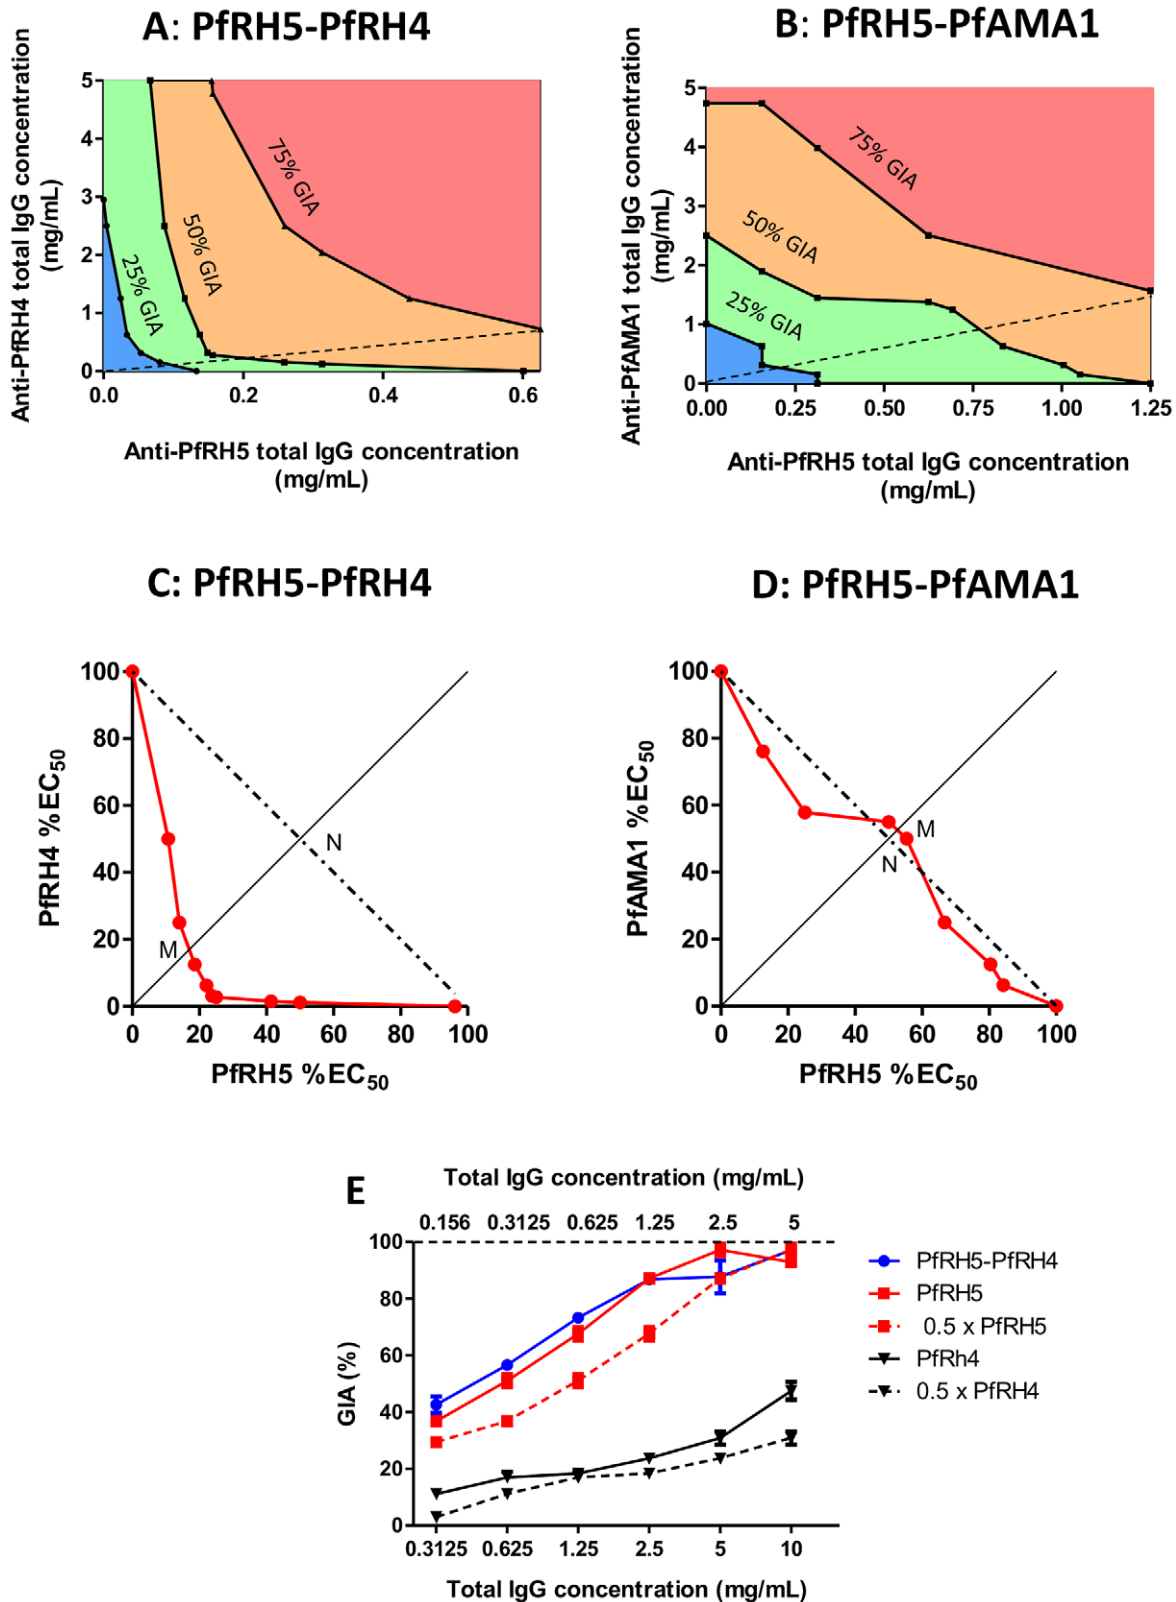 A: PfRH5-PfRH4
Anti-PfRH4 total IgG concentration
(mg/mL)
5
4
3
2
1
0
75% GIA
50% GIA
25% GIA
0.0 0.2 0.4 0.6
Anti-PfRH5 total IgG concentration
(mg/mL)
B: PfRH5-PfAMA1
Anti-PfAMA1 total IgG concentration
(mg/mL)
5
4
3
2
1
0
75% GIA
50% GIA
25% GIA
0.00 0.25 0.50 0.75 1.00 1.25
Anti-PfRH5 total IgG concentration
(mg/mL)
C: PfRH5-PfRH4
PfRH4 %EC50
100
80
60
40
20
0
N
M
0 20 40 60 80 100
PfRH5 %EC50
D: PfRH5-PfAMA1
PfAMA1 %EC50
100
80
60
40
20
0
M
N
0 20 40 60 80 100
PfRH5 %EC50
E
Total IgG concentration (mg/mL)
0.156 0.3125 0.625 1.25 2.5 5
GIA (%)
100
80
60
40
20
0
0.3125 0.625 1.25 2.5 5 10
Total IgG concentration (mg/mL)
PfRH5-PfRH4
PfRH5
0.5 x PfRH5
PfRh4
0.5 x PfRH4